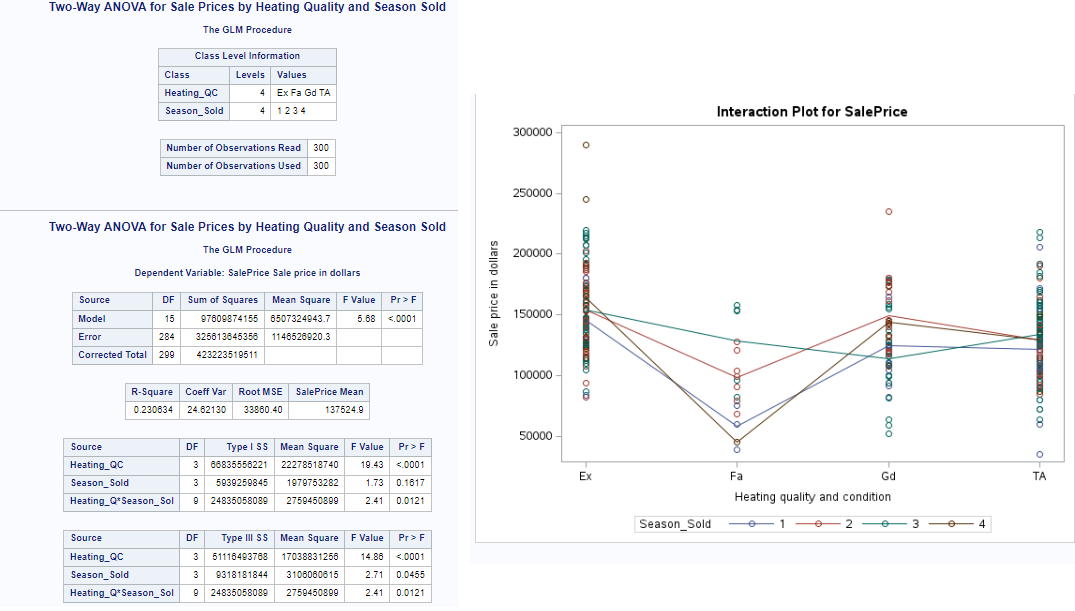 Two-Way ANOVA for Sale Prices by Heating Quality and Season Sold
The GLM Procedure
Class Level Information
Class Levels Values
Heating_QC 4 Ex Fa Gd TA
Season_Sold 4 1 2 3 4
Number of Observations Read 300
Number of Observations Used 300
Two-Way ANOVA for Sale Prices by Heating Quality and Season Sold
The GLM Procedure
Dependent Variable: SalePrice Sale price in dollars
Source DF Sum of Squares Mean Square F Value Pr > F
Model 15 97609874155 6507324943.7 5.68 <.0001
Error 284 325613645356 1146526920.3
Corrected Total 299 423223519511
R-Square Coeff Var Root MSE SalePrice Mean
0.230634 24.62130 33860.40 137524.9
Source DF Type I SS Mean Square F Value Pr > F
Heating_QC 3 66835556221 22278518740 19.43 <.0001
Season_Sold 3 5939259845 1979753282 1.73 0.1617
Heating_Q*Season_Sol 9 24835058089 2759450899 2.41 0.0121
Source DF Type III SS Mean Square F Value Pr > F
Heating_QC 3 51116493768 17038831256 14.86 <.0001
Season_Sold 3 9318181844 3106060615 2.71 0.0455
Heating_Q*Season_Sol 9 24835058089 2759450899 2.41 0.0121
Interaction Plot for SalePrice
300000
250000
200000
150000
100000
50000
Sale price in dollars
Ex Fa Gd TA
Heating quality and condition
Season_Sold 1 2 3 4